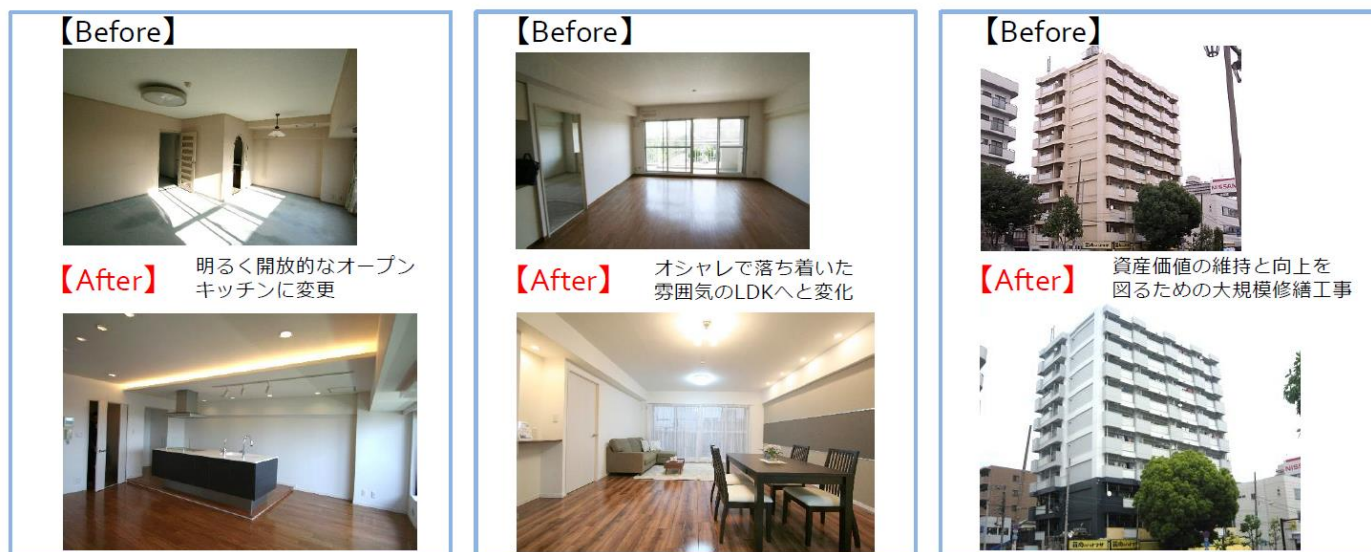 【Before】
【After】
明るく開放的なオープン
キッチンに変更
【Before】
【After】
オシャレで落ち着いた
雰囲気のLDKへと変化
【Before】
NISSAN
【After】
資産価値の維持と向上を
図るための大規模修繕工事